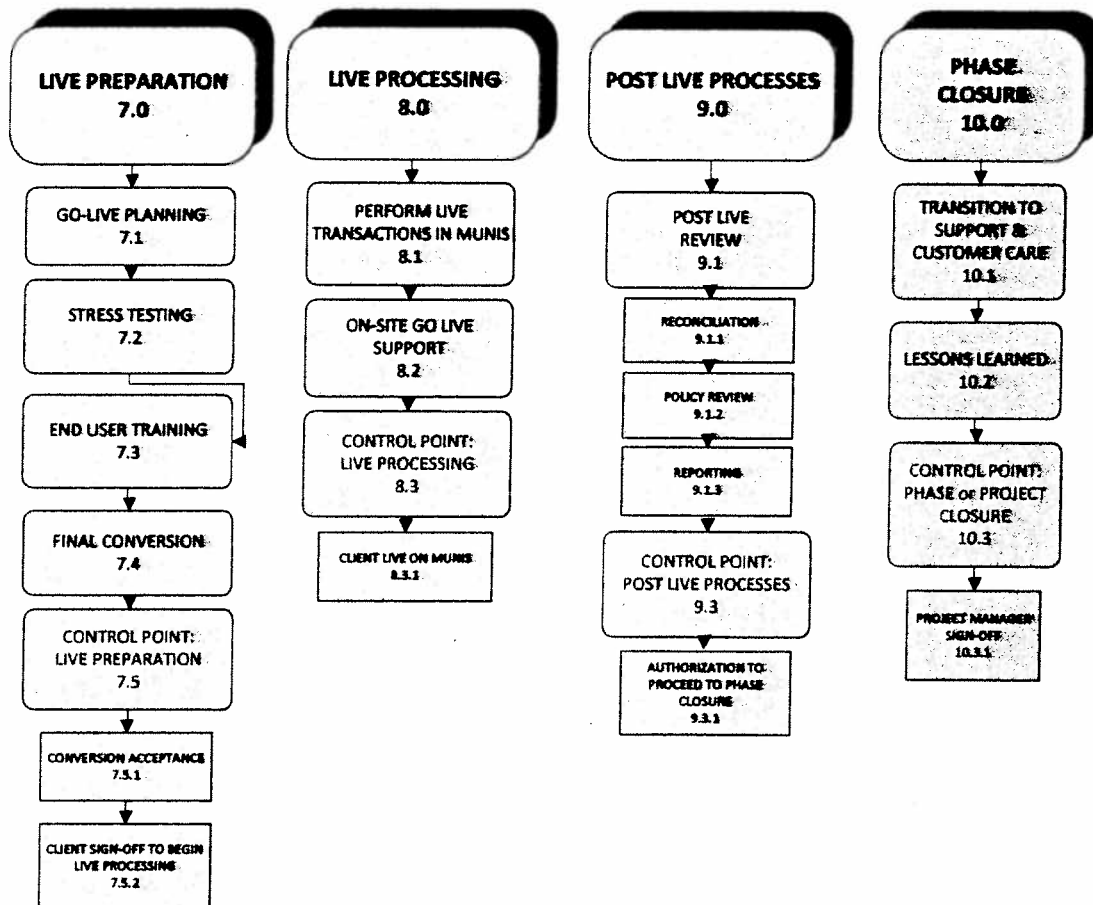 LIVE PREPARATION
7.0
GO-LIVE PLANNING
7.1
STRESS TESTING
7.2
END USER TRAINING
7.3
FINAL CONVERSION
7.4
CONTROL POINT:
LIVE PREPARATION
7.5
CONVERSION ACCEPTANCE
7.5.1
CLIENT SIGN-OFF TO BEGIN
LIVE PROCESSING
7.5.2
LIVE PROCESSING
8.0
PERFORM LIVE
TRANSACTIONS IN MUNIS
8.1
ON-SITE GO LIVE
SUPPORT
8.2
CONTROL POINT:
LIVE PROCESSING
8.3
CLIENT LIVE ON MUNIS
8.3.1
POST LIVE PROCESSES
9.0
POST LIVE
REVIEW
9.1
RECONCILIATION
9.1.1
POLICY REVIEW
9.1.2
REPORTING
9.1.3
CONTROL POINT:
POST LIVE PROCESSES
9.3
AUTHORIZATION TO
PROCEED TO PHASE
CLOSURE
9.3.1
PHASE
CLOSURE
10.0
TRANSITION TO
SUPPORT &
CUSTOMER CARE
10.1
LESSONS LEARNED
10.2
CONTROL POINT:
PHASE or PROJECT
CLOSURE
10.3
PROJECT MANAGER
SIGN-OFF
10.3.1